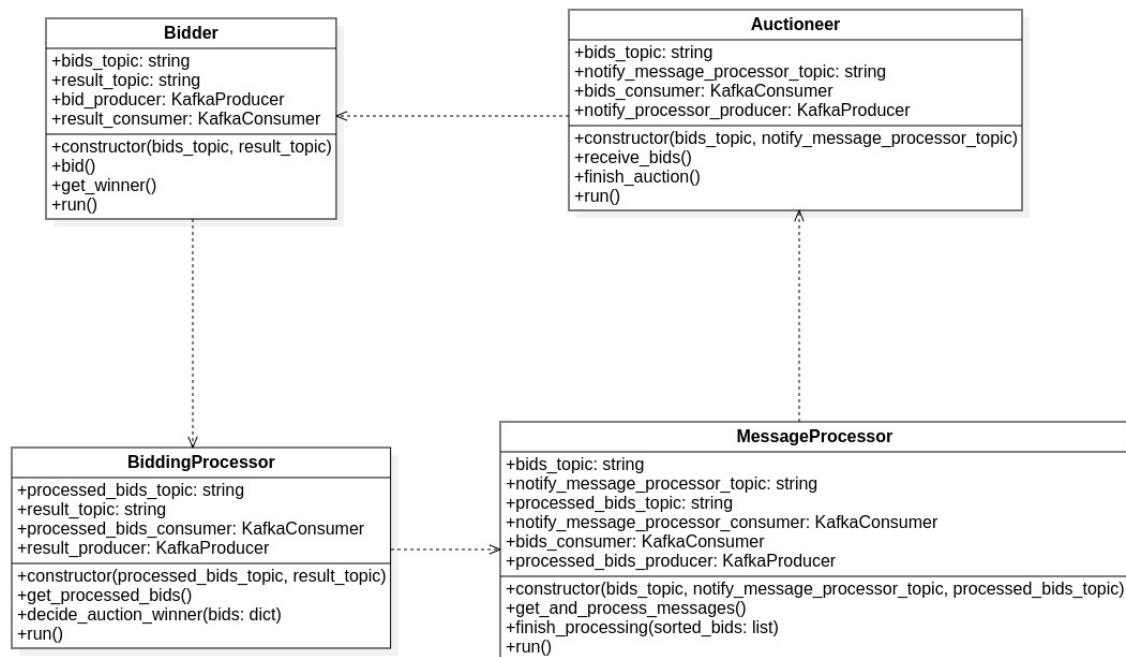 Bidder
+bids_topic: string
+result_topic: string
+bid_producer: KafkaProducer
+result_consumer: KafkaConsumer
+constructor(bids_topic, result_topic)
+bid()
+get_winner()
+run()
Auctioneer
+bids_topic: string
+notify_message_processor_topic: string
+bids_consumer: KafkaConsumer
+notify_processor_producer: KafkaProducer
+constructor(bids_topic, notify_message_processor_topic)
+receive_bids()
+finish_auction()
+run()
BiddingProcessor
+processed_bids_topic: string
+result_topic: string
+processed_bids_consumer: KafkaConsumer
+result_producer: KafkaProducer
+constructor(processed_bids_topic, result_topic)
+get_processed_bids()
+decide_auction_winner(bids: dict)
+run()
MessageProcessor
+bids_topic: string
+notify_message_processor_topic: string
+processed_bids_topic: string
+notify_message_processor_consumer: KafkaConsumer
+bids_consumer: KafkaConsumer
+processed_bids_producer: KafkaProducer
+constructor(bids_topic, notify_message_processor_topic, processed_bids_topic)
+get_and_process_messages()
+finish_processing(sorted_bids: list)
+run()